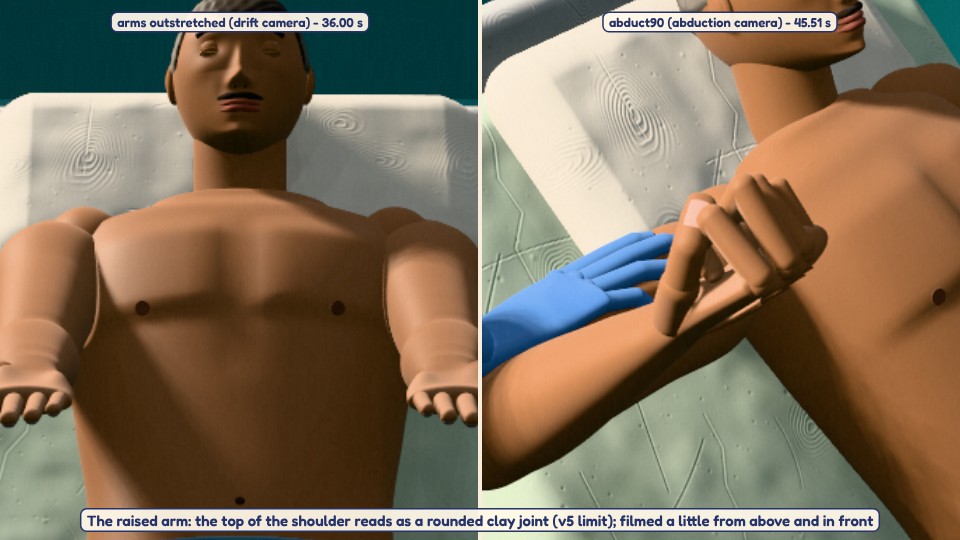 arms outstretched (drift camera) - 36.00 s
abduct90 (abduction camera) - 45.51 s
The raised arm: the top of the shoulder reads as a rounded clay joint (v5 limit); filmed a little from above and in front